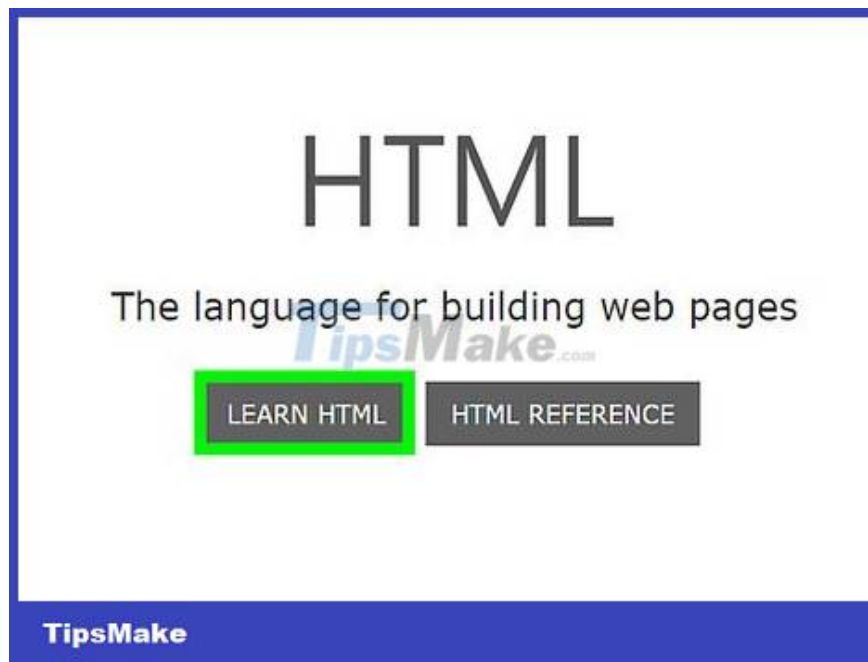 HTML
The language for building web pages
TipsMake.com
LEARN HTML
HTML REFERENCE
TipsMake